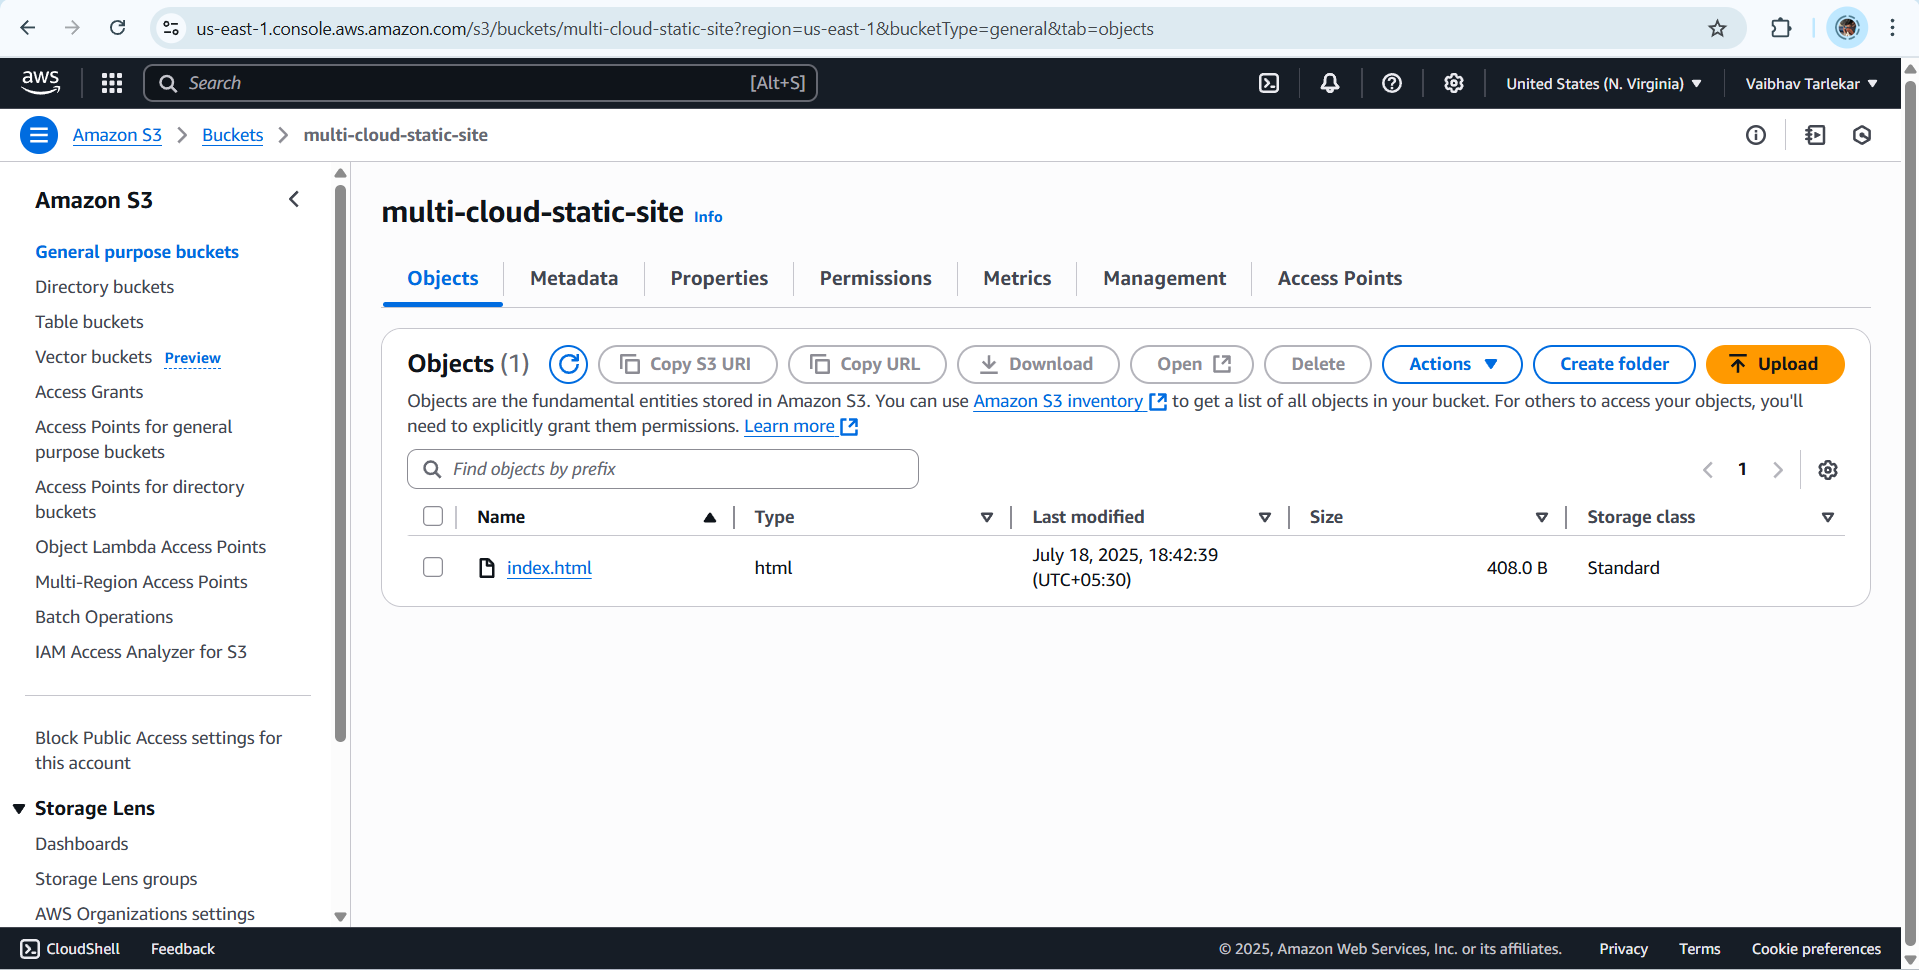 us-east-1.console.aws.amazon.com/s3/buckets/multi-cloud-static-site?region=us-east-1&bucketType=general&tab=objects
aws
Search [Alt+S]
United States (N. Virginia) Vaibhav Tarlekar
Amazon S3 Buckets multi-cloud-static-site
Amazon S3
General purpose buckets
Directory buckets
Table buckets
Vector buckets Preview
Access Grants
Access Points for general
purpose buckets
Access Points for directory
buckets
Object Lambda Access Points
Multi-Region Access Points
Batch Operations
IAM Access Analyzer for S3
Block Public Access settings for
this account
Storage Lens
Dashboards
Storage Lens groups
AWS Organizations settings
multi-cloud-static-site Info
Objects Metadata Properties Permissions Metrics Management Access Points
Objects (1) Copy S3 URI Copy URL Download Open Delete Actions Create folder Upload
Objects are the fundamental entities stored in Amazon S3. You can use Amazon S3 inventory to get a list of all objects in your bucket. For others to access your objects, you'll
need to explicitly grant them permissions. Learn more
Find objects by prefix
1
Name Type Last modified Size Storage class
index.html html July 18, 2025, 18:42:39 408.0 B Standard
(UTC+05:30)
CloudShell Feedback © 2025, Amazon Web Services, Inc. or its affiliates. Privacy Terms Cookie preferences